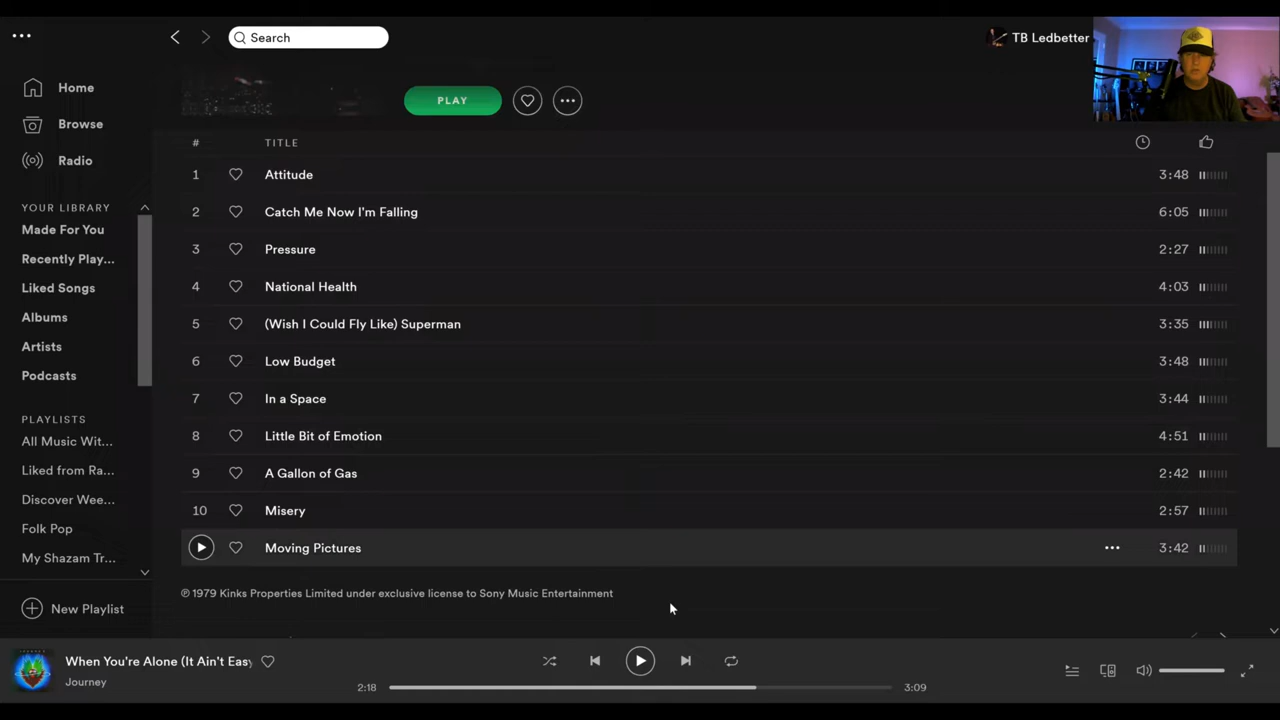 Search
TB Ledbetter
Home
Browse
Radio
YOUR LIBRARY
Made For You
Recently Play...
Liked Songs
Albums
Artists
Podcasts
PLAYLISTS
All Music Wit...
Liked from Ra...
Discover Wee...
Folk Pop
My Shazam Tr...
New Playlist
PLAY
# TITLE
1 Attitude 3:48
2 Catch Me Now I'm Falling 6:05
3 Pressure 2:27
4 National Health 4:03
5 (Wish I Could Fly Like) Superman 3:35
6 Low Budget 3:48
7 In a Space 3:44
8 Little Bit of Emotion 4:51
9 A Gallon of Gas 2:42
10 Misery 2:57
Moving Pictures 3:42
℗ 1979 Kinks Properties Limited under exclusive license to Sony Music Entertainment
When You're Alone (It Ain't Easy
Journey
2:18 3:09